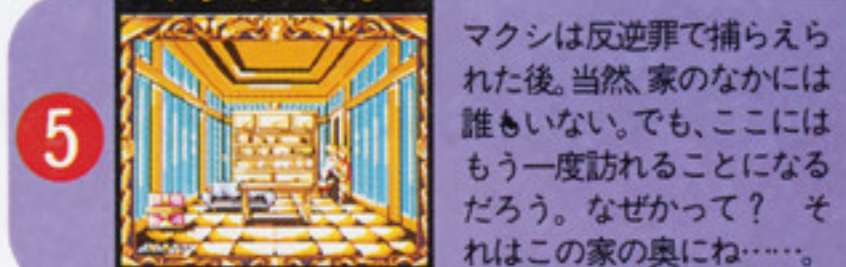 5
マクシは反逆罪で捕らえら
れた後。当然、家のなかには
誰もいない。でも、ここには
もう一度訪れることになる
だろう。なぜかって？　そ
れはこの家の奥にね……。